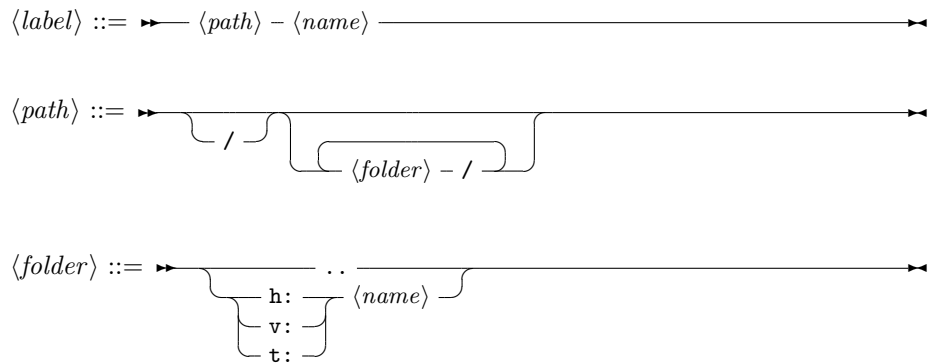 ⟨label⟩ ::= ⟨path⟩ – ⟨name⟩
⟨path⟩ ::=
/
⟨folder⟩ – /
⟨folder⟩ ::= ..
h: ⟨name⟩
v:
t: